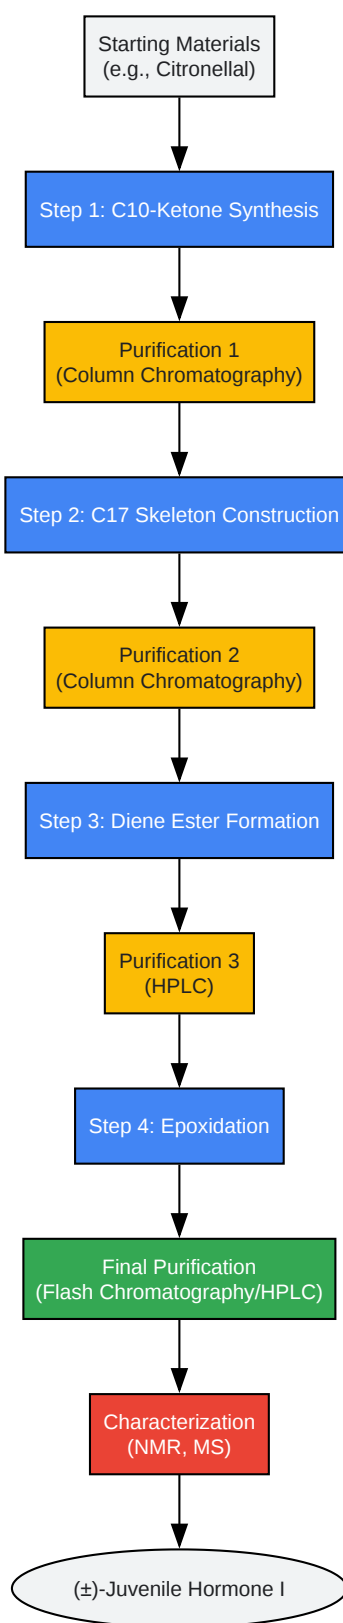 Starting Materials
(e.g., Citronellal)
Step 1: C10-Ketone Synthesis
Purification 1
(Column Chromatography)
Step 2: C17 Skeleton Construction
Purification 2
(Column Chromatography)
Step 3: Diene Ester Formation
Purification 3
(HPLC)
Step 4: Epoxidation
Final Purification
(Flash Chromatography/HPLC)
Characterization
(NMR, MS)
(±)-Juvenile Hormone I